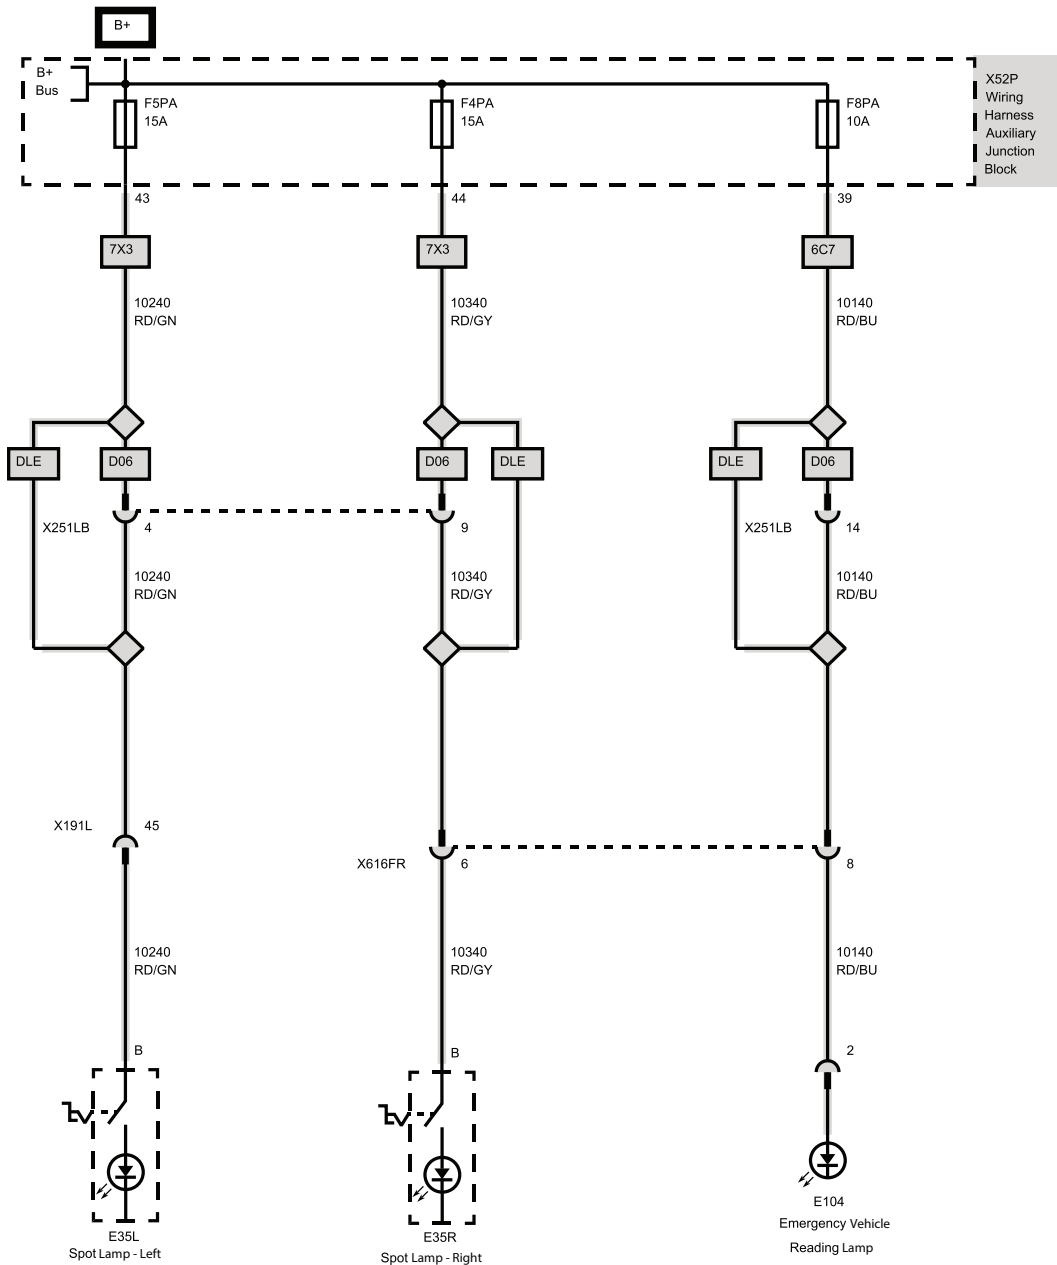 B+
B+
Bus
F5PA
15A
F4PA
15A
F8PA
10A
X52P
Wiring
Harness
Auxiliary
Junction
Block
43
44
39
7X3
7X3
6C7
10240
RD/GN
10340
RD/GY
10140
RD/BU
DLE
D06
D06
DLE
DLE
D06
X251LB
4
9
X251LB
14
10240
RD/GN
10340
RD/GY
10140
RD/BU
X191L
45
X616FR
6
8
10240
RD/GN
10340
RD/GY
10140
RD/BU
B
B
2
E35L
Spot Lamp - Left
E35R
Spot Lamp - Right
E104
Emergency Vehicle
Reading Lamp